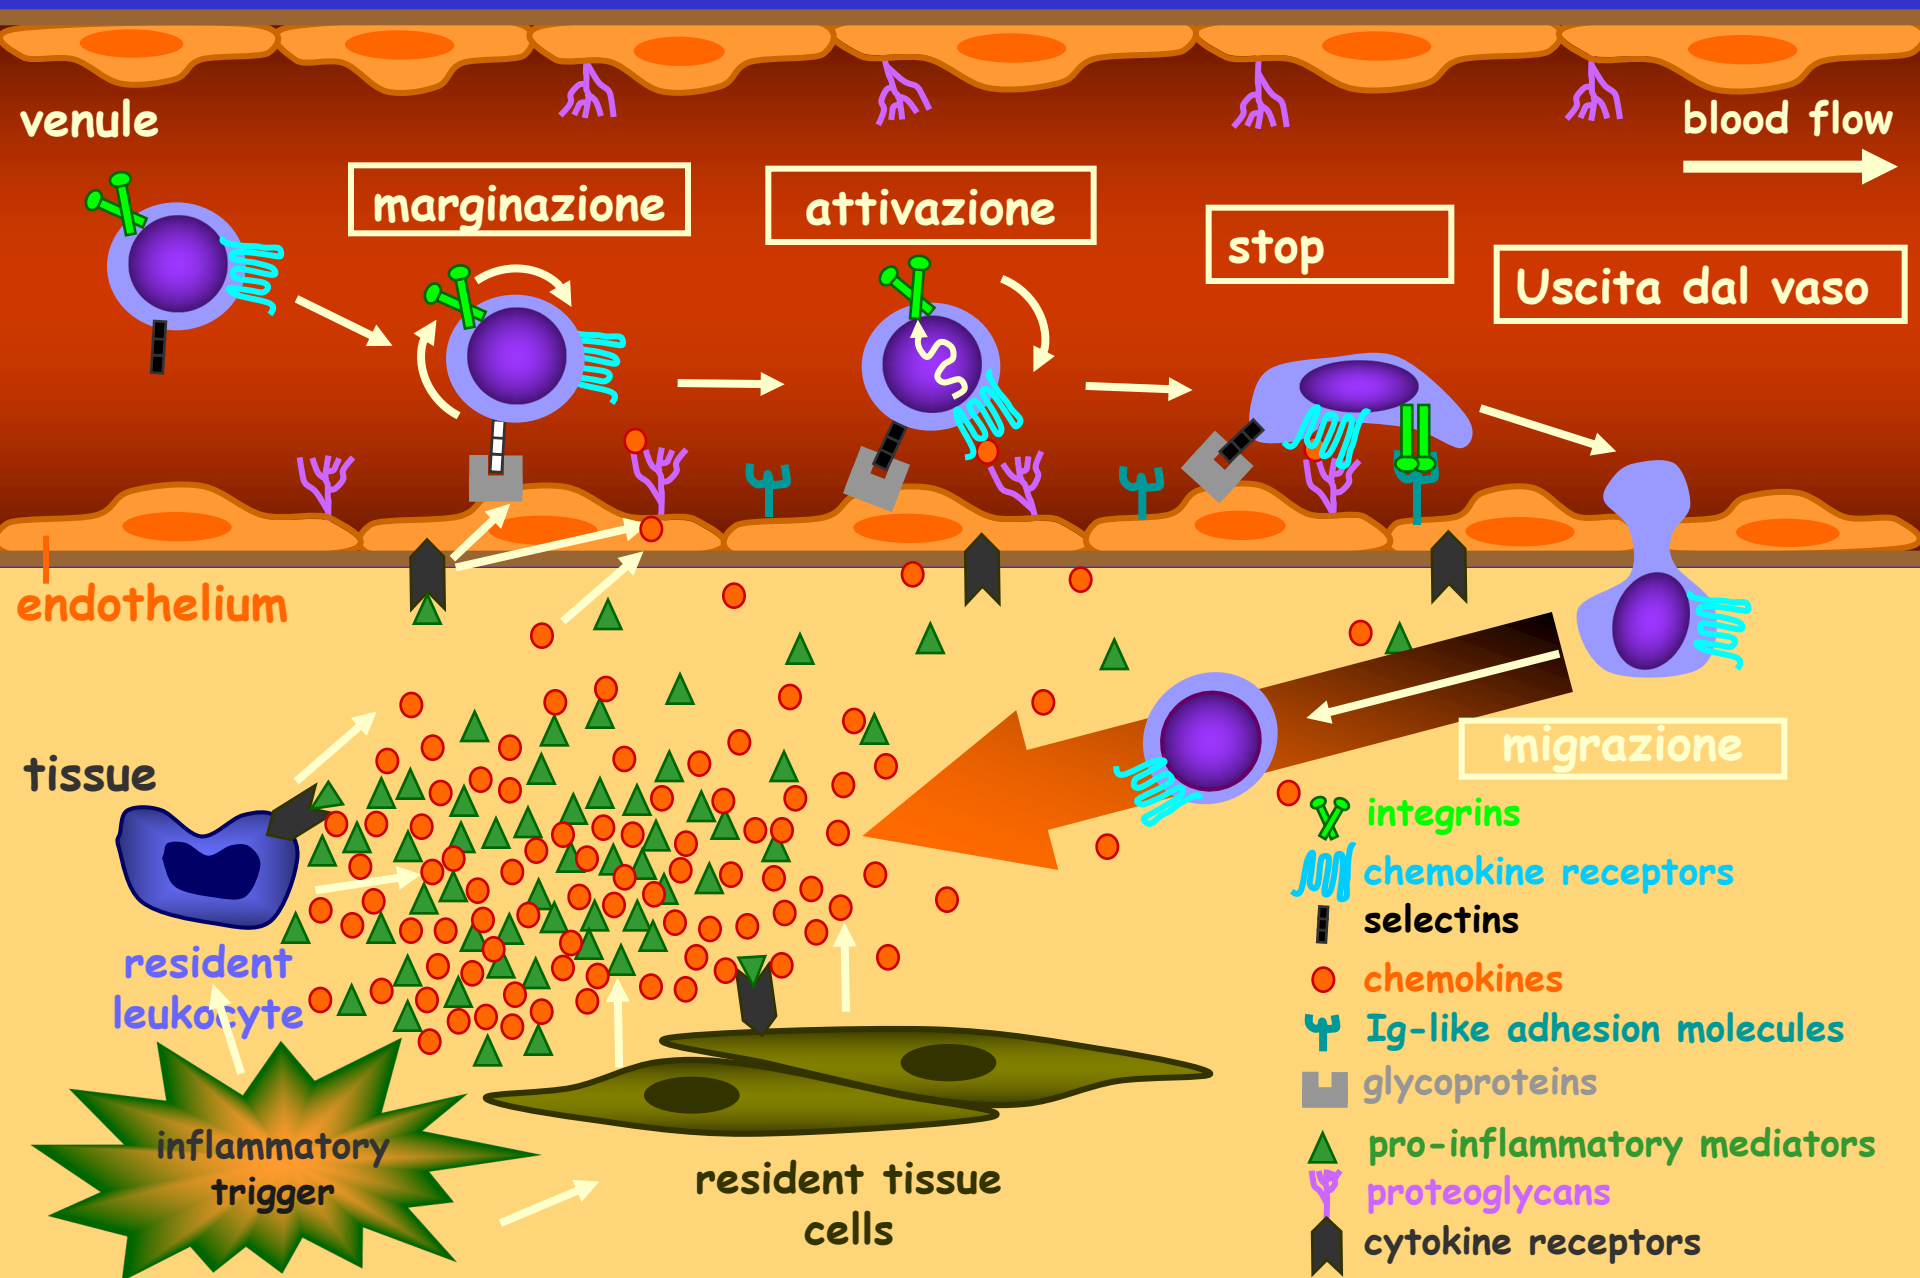 venule
blood flow
marginazione
attivazione
stop
Uscita dal vaso
endothelium
tissue
migrazione
integrins
chemokine receptors
selectins
resident
leukocyte
chemokines
Ig-like adhesion molecules
glycoproteins
inflammatory
trigger
pro-inflammatory mediators
resident tissue
cells
proteoglycans
cytokine receptors